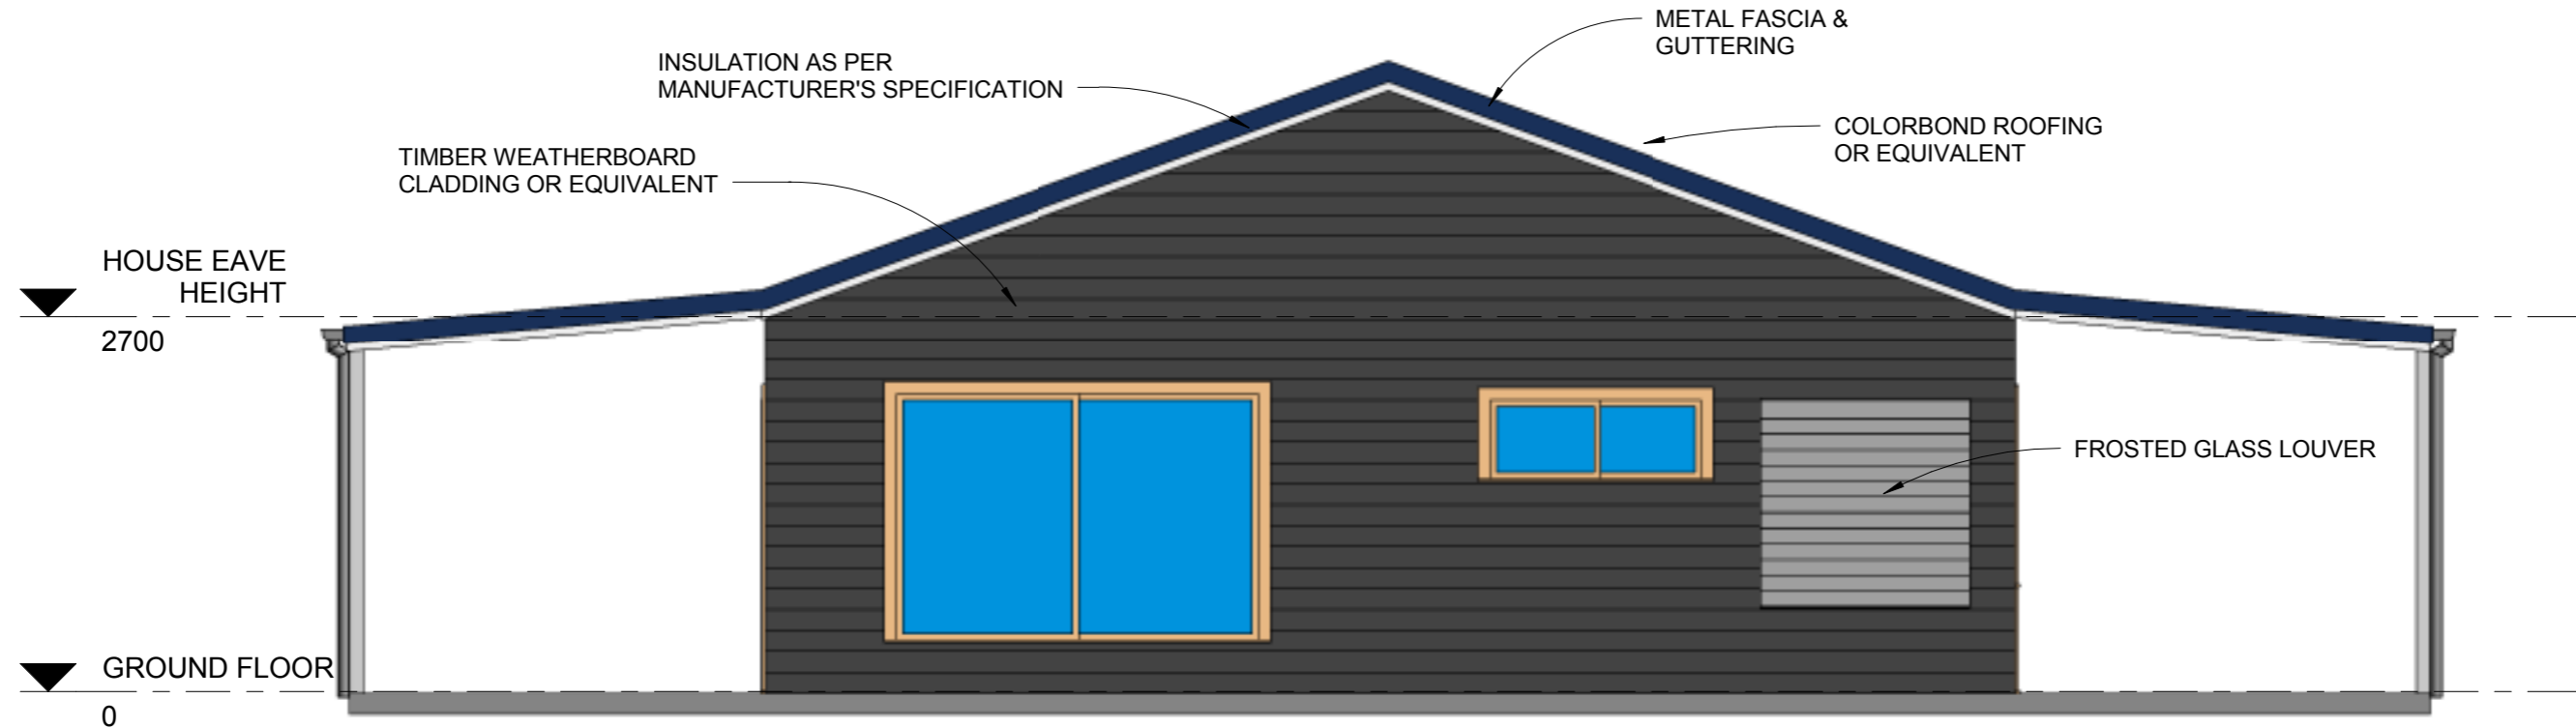 METAL FASCIA &
GUTTERING
INSULATION AS PER
MANUFACTURER'S SPECIFICATION
COLORBOND ROOFING
OR EQUIVALENT
TIMBER WEATHERBOARD
CLADDING OR EQUIVALENT
HOUSE EAVE
HEIGHT
2700
FROSTED GLASS LOUVER
GROUND FLOOR
0